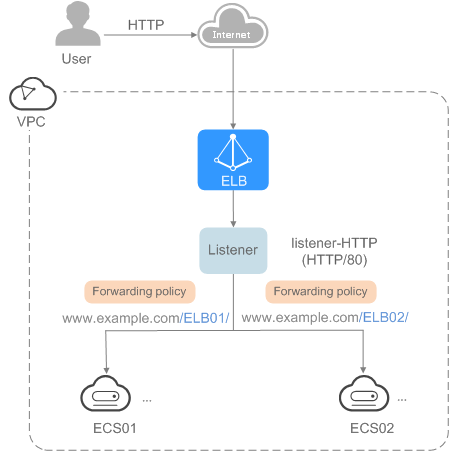 HTTP
Internet
User
VPC
ELB
Listener
listener-HTTP
(HTTP/80)
Forwarding policy
Forwarding policy
www.example.com/ELB01/
www.example.com/ELB02/
...
...
ECS01
ECS02